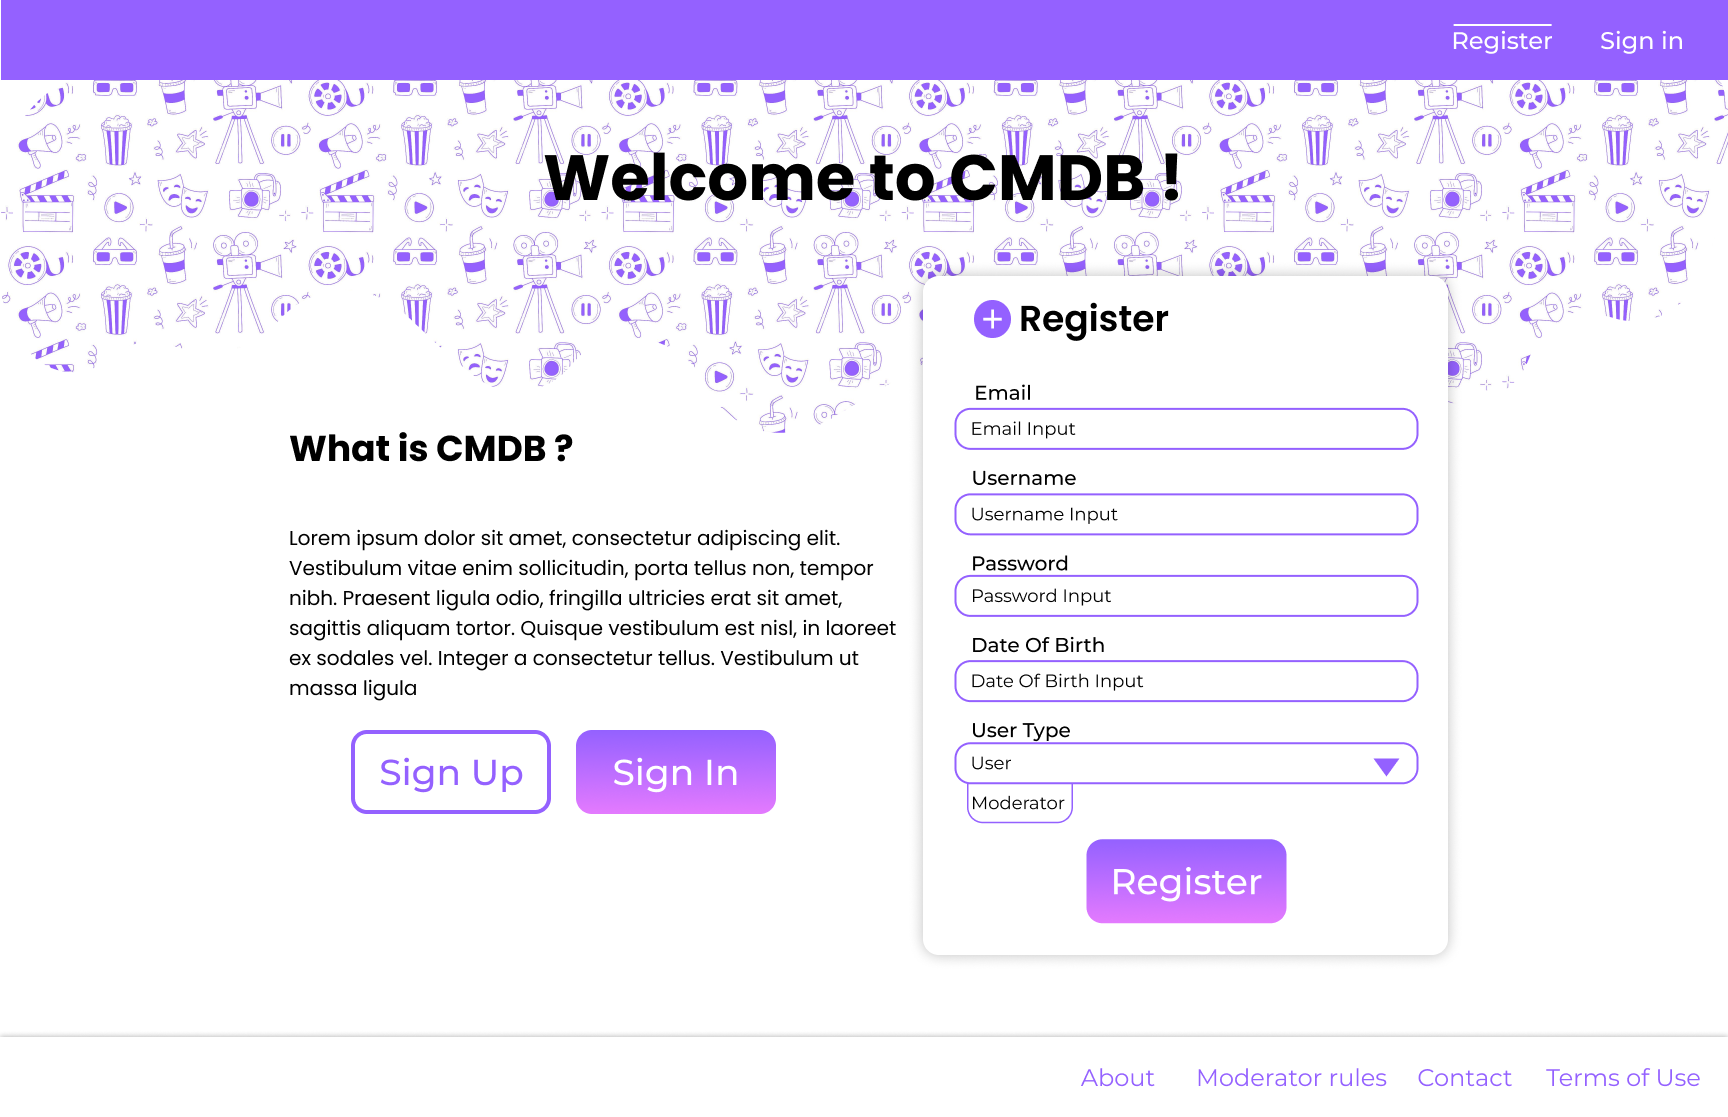 Register
Sign in
Welcome to CMDB !
What is CMDB ?
Lorem ipsum dolor sit amet, consectetur adipiscing elit.
Vestibulum vitae enim sollicitudin, porta tellus non, tempor
nibh. Praesent ligula odio, fringilla ultricies erat sit amet,
sagittis aliquam tortor. Quisque vestibulum est nisl, in laoreet
ex sodales vel. Integer a consectetur tellus. Vestibulum ut
massa ligula
Sign Up
Sign In
Register
Email
Email Input
Username
Username Input
Password
Password Input
Date Of Birth
Date Of Birth Input
User Type
User
Moderator
Register
About
Moderator rules
Contact
Terms of Use